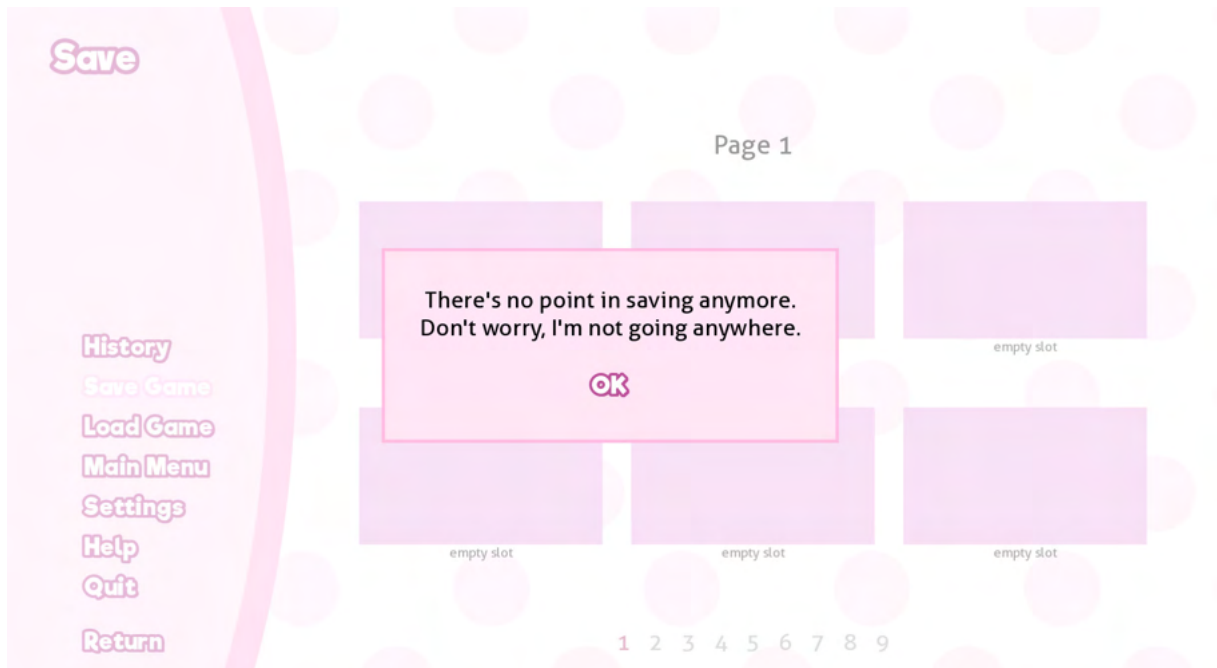 Save
Page 1
There's no point in saving anymore.
Don't worry, I'm not going anywhere.
OK
empty slot
empty slot
empty slot
empty slot
History
Save Game
Load Game
Main Menu
Settings
Help
Quit
Return
1 2 3 4 5 6 7 8 9